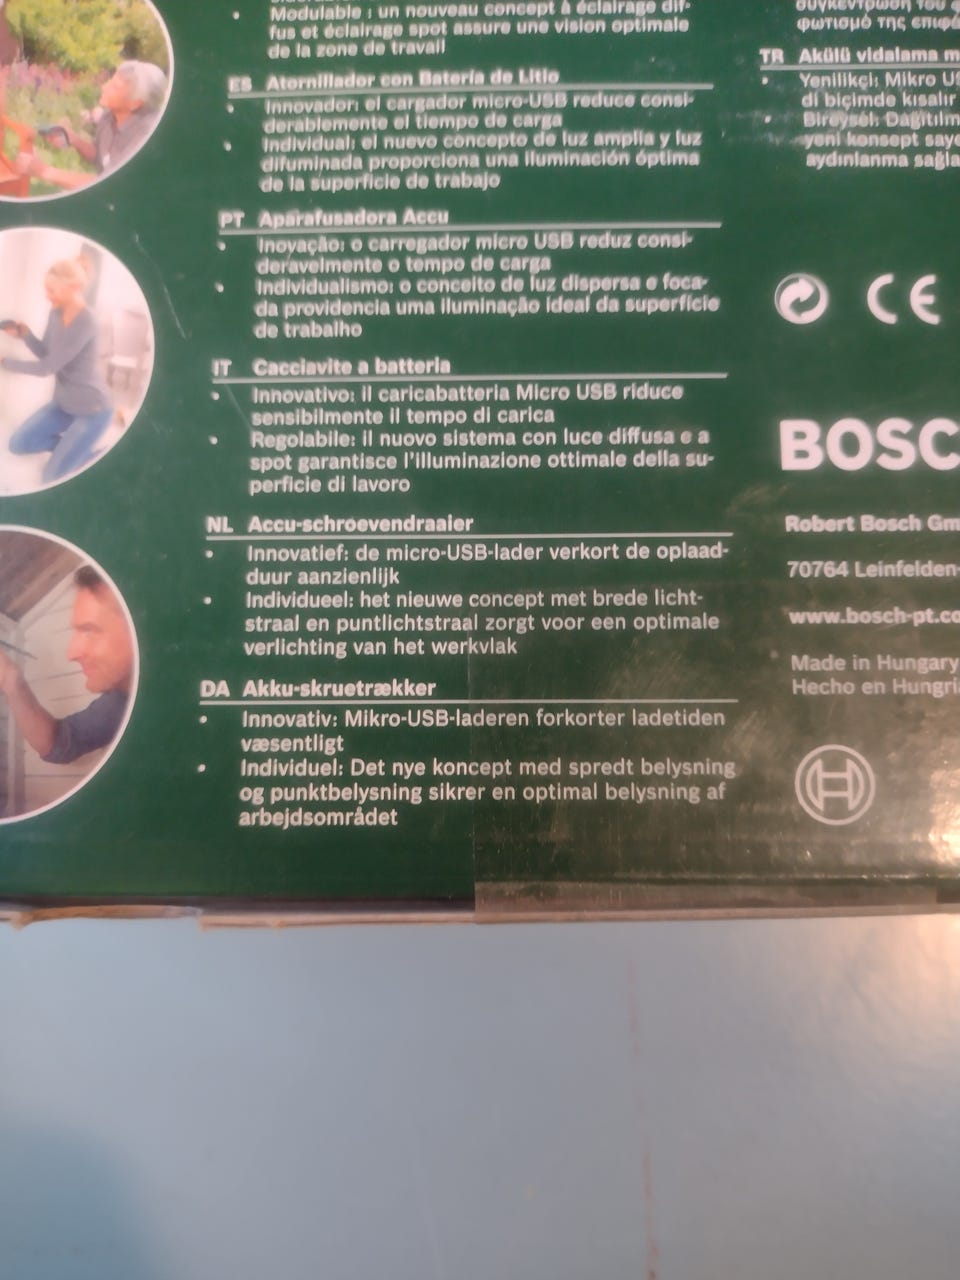 Modulable : un nouveau concept à éclairage dif-
fus et éclairage spot assure une vision optimale
de la zone de travail
ES Atornillador con Batería de Litio
• Innovador: el cargador micro-USB reduce consi-
derablemente el tiempo de carga
• Individual: el nuevo concepto de luz amplia y luz
difuminada proporciona una iluminación óptima
de la superficie de trabajo
PT Aparafusadora Accu
• Inovação: o carregador micro USB reduz consi-
deravelmente o tempo de carga
• Individualismo: o conceito de luz dispersa e foca-
da providencia uma iluminação ideal da superfície
de trabalho
IT Cacciavite a batteria
• Innovativo: il caricabatteria Micro USB riduce
sensibilmente il tempo di carica
• Regolabile: il nuovo sistema con luce diffusa e a
spot garantisce l'illuminazione ottimale della su-
perficie di lavoro
NL Accu-schroevendraaier
• Innovatief: de micro-USB-lader verkort de oplaad-
duur aanzienlijk
• Individueel: het nieuwe concept met brede licht-
straal en puntlichtstraal zorgt voor een optimale
verlichting van het werkvlak
DA Akku-skruetrækker
• Innovativ: Mikro-USB-laderen forkorter ladetiden
væsentligt
• Individuel: Det nye koncept med spredt belysning
og punktbelysning sikrer en optimal belysning af
arbejdsområdet
φωτισμό της
TR Akülü vidalama
• Yenilikçi: Mikro
di biçimde kısalır
• Bireysel:
yeni konsept
aydınlanma
CE
BOSC
Robert Bosch Gm
70764 Leinfelden-
www.bosch-pt.co
Made in Hungary
Hecho en Hungri